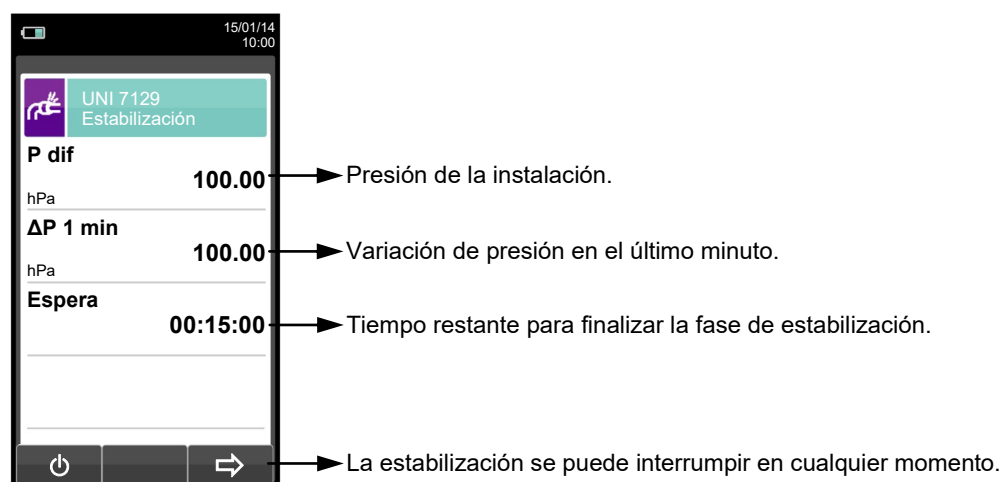 15/01/14
10:00
UNI 7129
Estabilización
P dif
100.00
hPa
Presión de la instalación.
ΔP 1 min
100.00
hPa
Variación de presión en el último minuto.
Espera
00:15:00
Tiempo restante para finalizar la fase de estabilización.
La estabilización se puede interrumpir en cualquier momento.